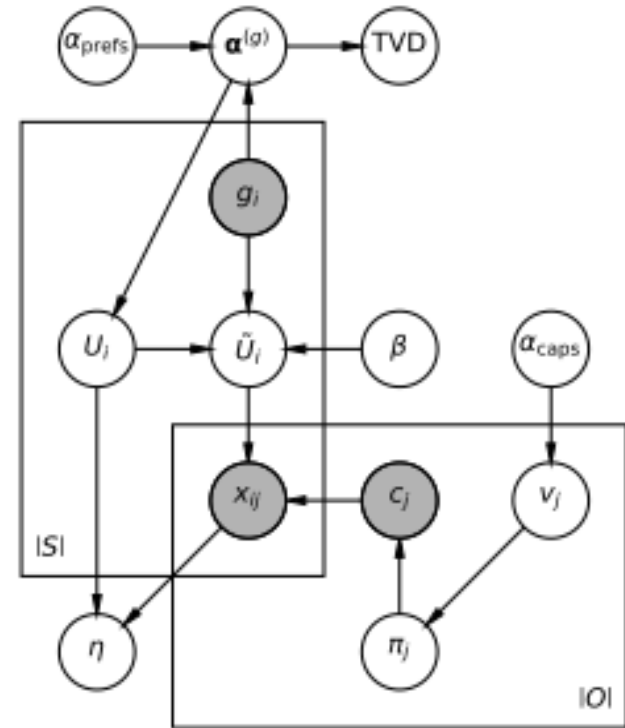 α_prefs α^(g) TVD
g_i
U_i Ũ_i β α_caps
x_ij c_j v_j
|S|
η π_j
|O|